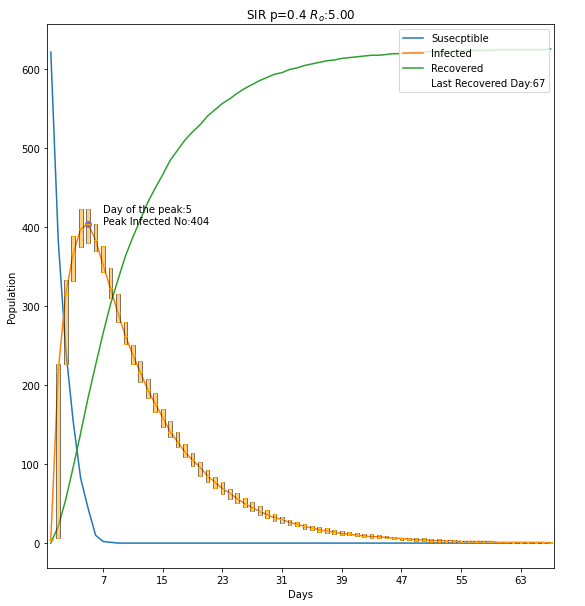 SIR p=0.4 Rₒ:5.00
Susecptible
Infected
Recovered
Last Recovered Day:67
Day of the peak:5
Peak Infected No:404
Population
600
500
400
300
200
100
0
7 15 23 31 39 47 55 63
Days